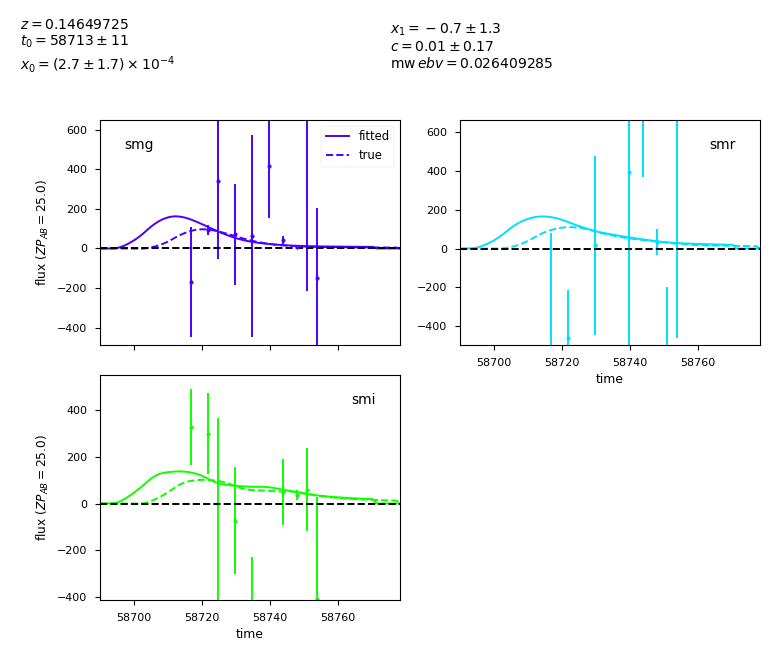 z = 0.14649725
t₀ = 58713 ± 11
x₀ = (2.7 ± 1.7) × 10⁻⁴
x₁ = −0.7 ± 1.3
c = 0.01 ± 0.17
mw ebv = 0.026409285
600
400
200
0
−200
−400
flux (ZP_AB = 25.0)
smg
fitted
true
600
400
200
0
−200
−400
smr
58700 58720 58740 58760
time
400
200
0
−200
−400
flux (ZP_AB = 25.0)
smi
58700 58720 58740 58760
time